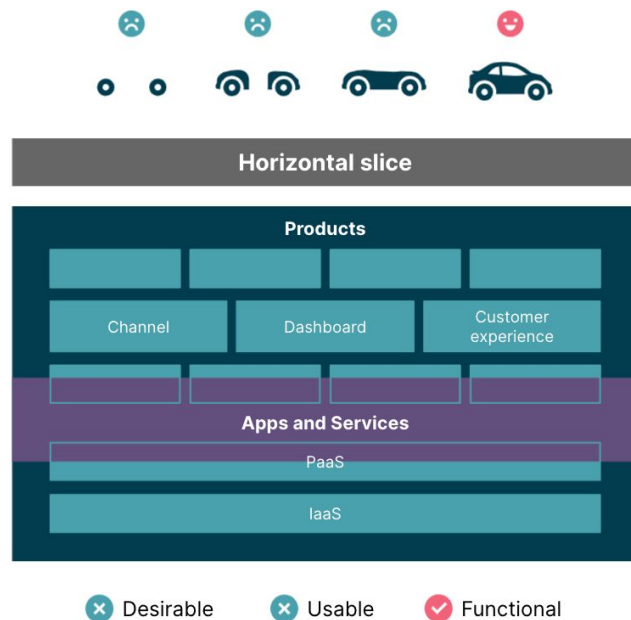 Horizontal slice
Products
Channel
Dashboard
Customer
experience
Apps and Services
PaaS
IaaS
Desirable
Usable
Functional